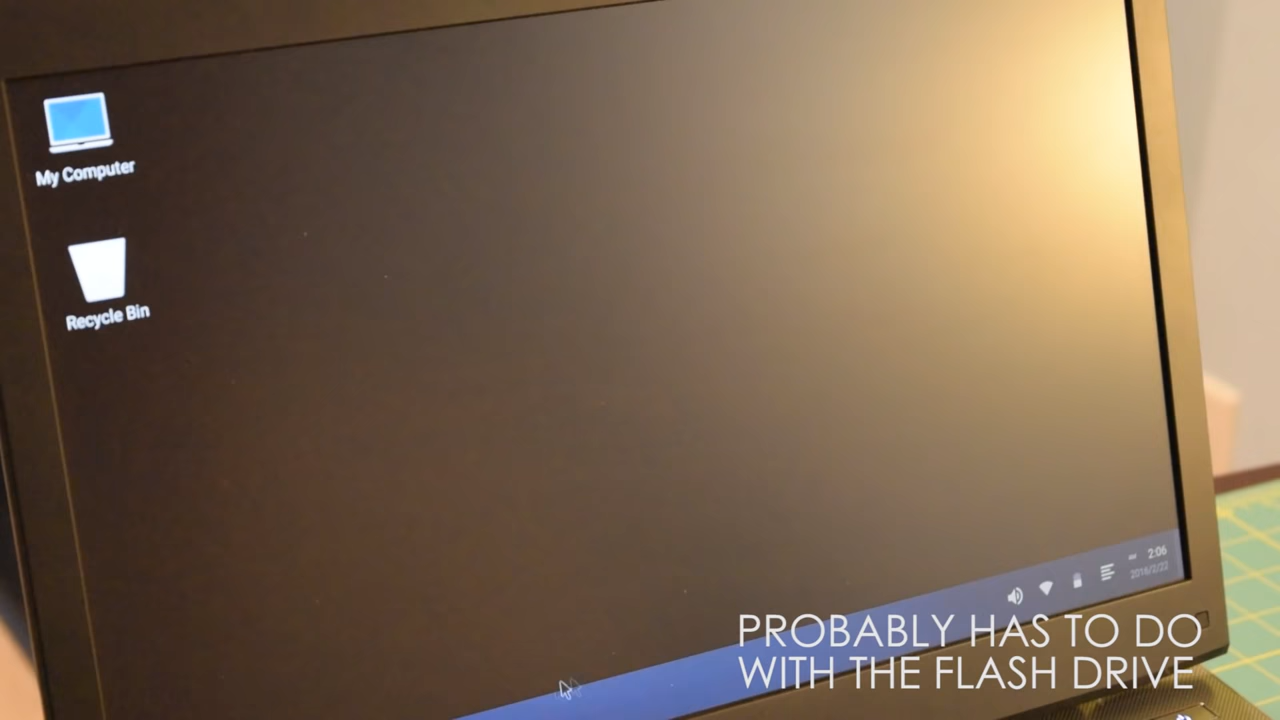 My Computer
Recycle Bin
2:06
2016/2/22
PROBABLY HAS TO DO
WITH THE FLASH DRIVE